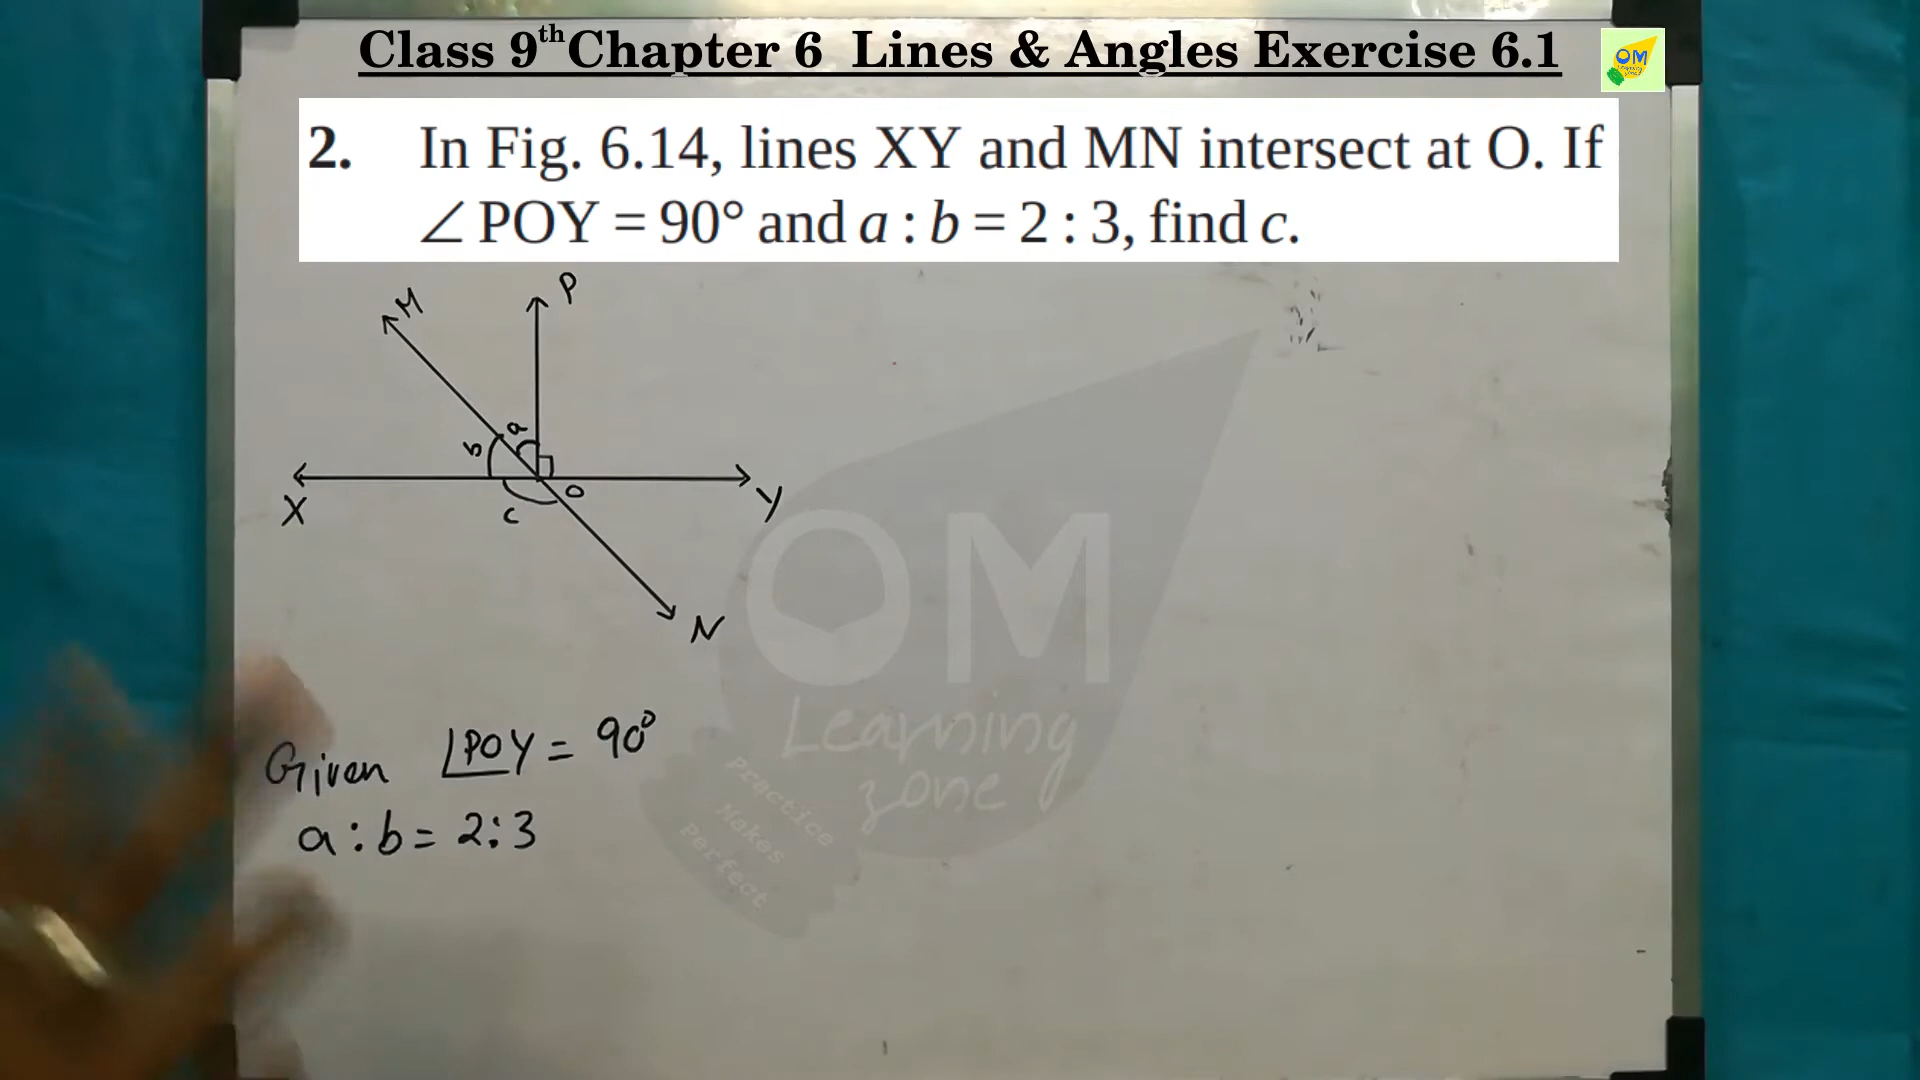 Class 9th Chapter 6 Lines & Angles Exercise 6.1
OM
2. In Fig. 6.14, lines XY and MN intersect at O. If
∠POY = 90° and a : b = 2 : 3, find c.
M
P
a
b
O
X
Y
c
N
OM
Learning
zone
Practice
Makes
Perfect
Given ∠POY = 90°
a : b = 2 : 3